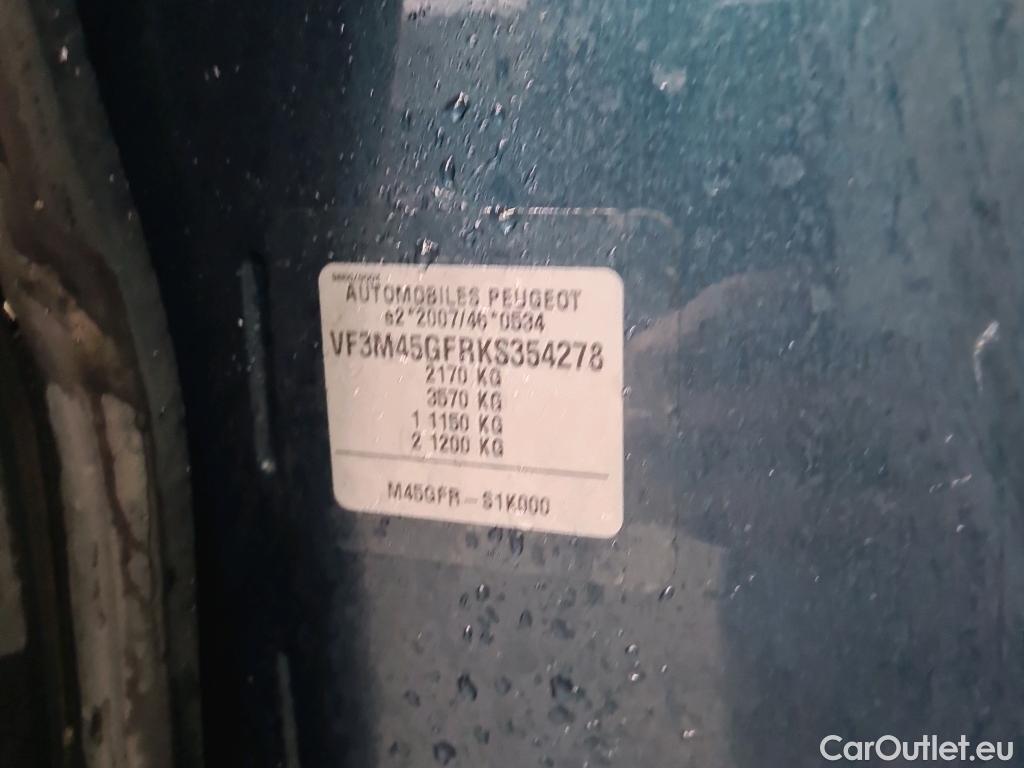 AUTOMOBILES PEUGEOT
e2*2007/46*0534
VF3M45GFRKS354278
2170 KG
3570 KG
1 1150 KG
2 1200 KG
M45GFR-S1K000
CarOutlet.eu